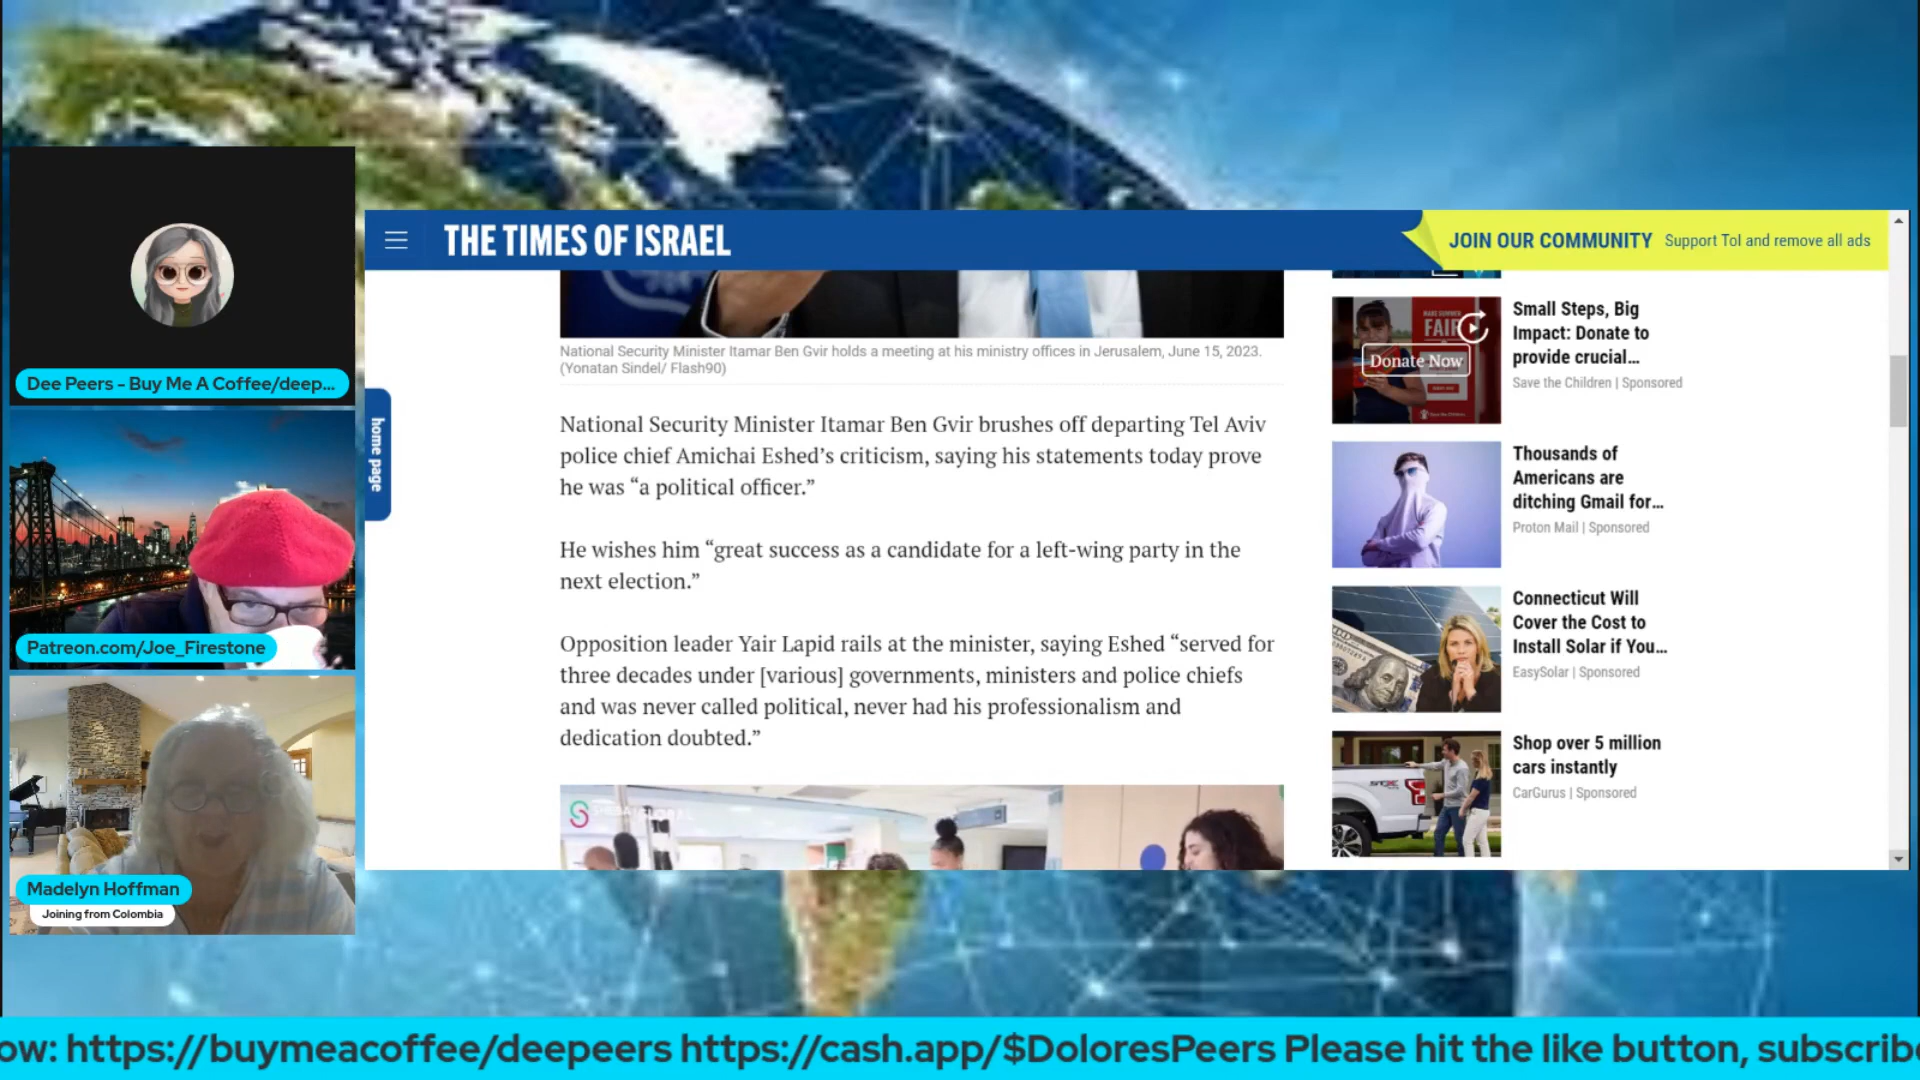 Dee Peers - Buy Me A Coffee/deep...
Patreon.com/Joe_Firestone
Madelyn Hoffman
Joining from Colombia
THE TIMES OF ISRAEL
JOIN OUR COMMUNITY Support ToI and remove all ads
home page
National Security Minister Itamar Ben Gvir holds a meeting at his ministry offices in Jerusalem, June 15, 2023.
(Yonatan Sindel/ Flash90)
National Security Minister Itamar Ben Gvir brushes off departing Tel Aviv
police chief Amichai Eshed’s criticism, saying his statements today prove
he was “a political officer.”
He wishes him “great success as a candidate for a left-wing party in the
next election.”
Opposition leader Yair Lapid rails at the minister, saying Eshed “served for
three decades under [various] governments, ministers and police chiefs
and was never called political, never had his professionalism and
dedication doubted.”
Donate Now
Small Steps, Big
Impact: Donate to
provide crucial...
Save the Children | Sponsored
Thousands of
Americans are
ditching Gmail for...
Proton Mail | Sponsored
Connecticut Will
Cover the Cost to
Install Solar if You...
EasySolar | Sponsored
STX
Shop over 5 million
cars instantly
CarGurus | Sponsored
ow: https://buymeacoffee/deepeers https://cash.app/$DoloresPeers Please hit the like button, subscribe